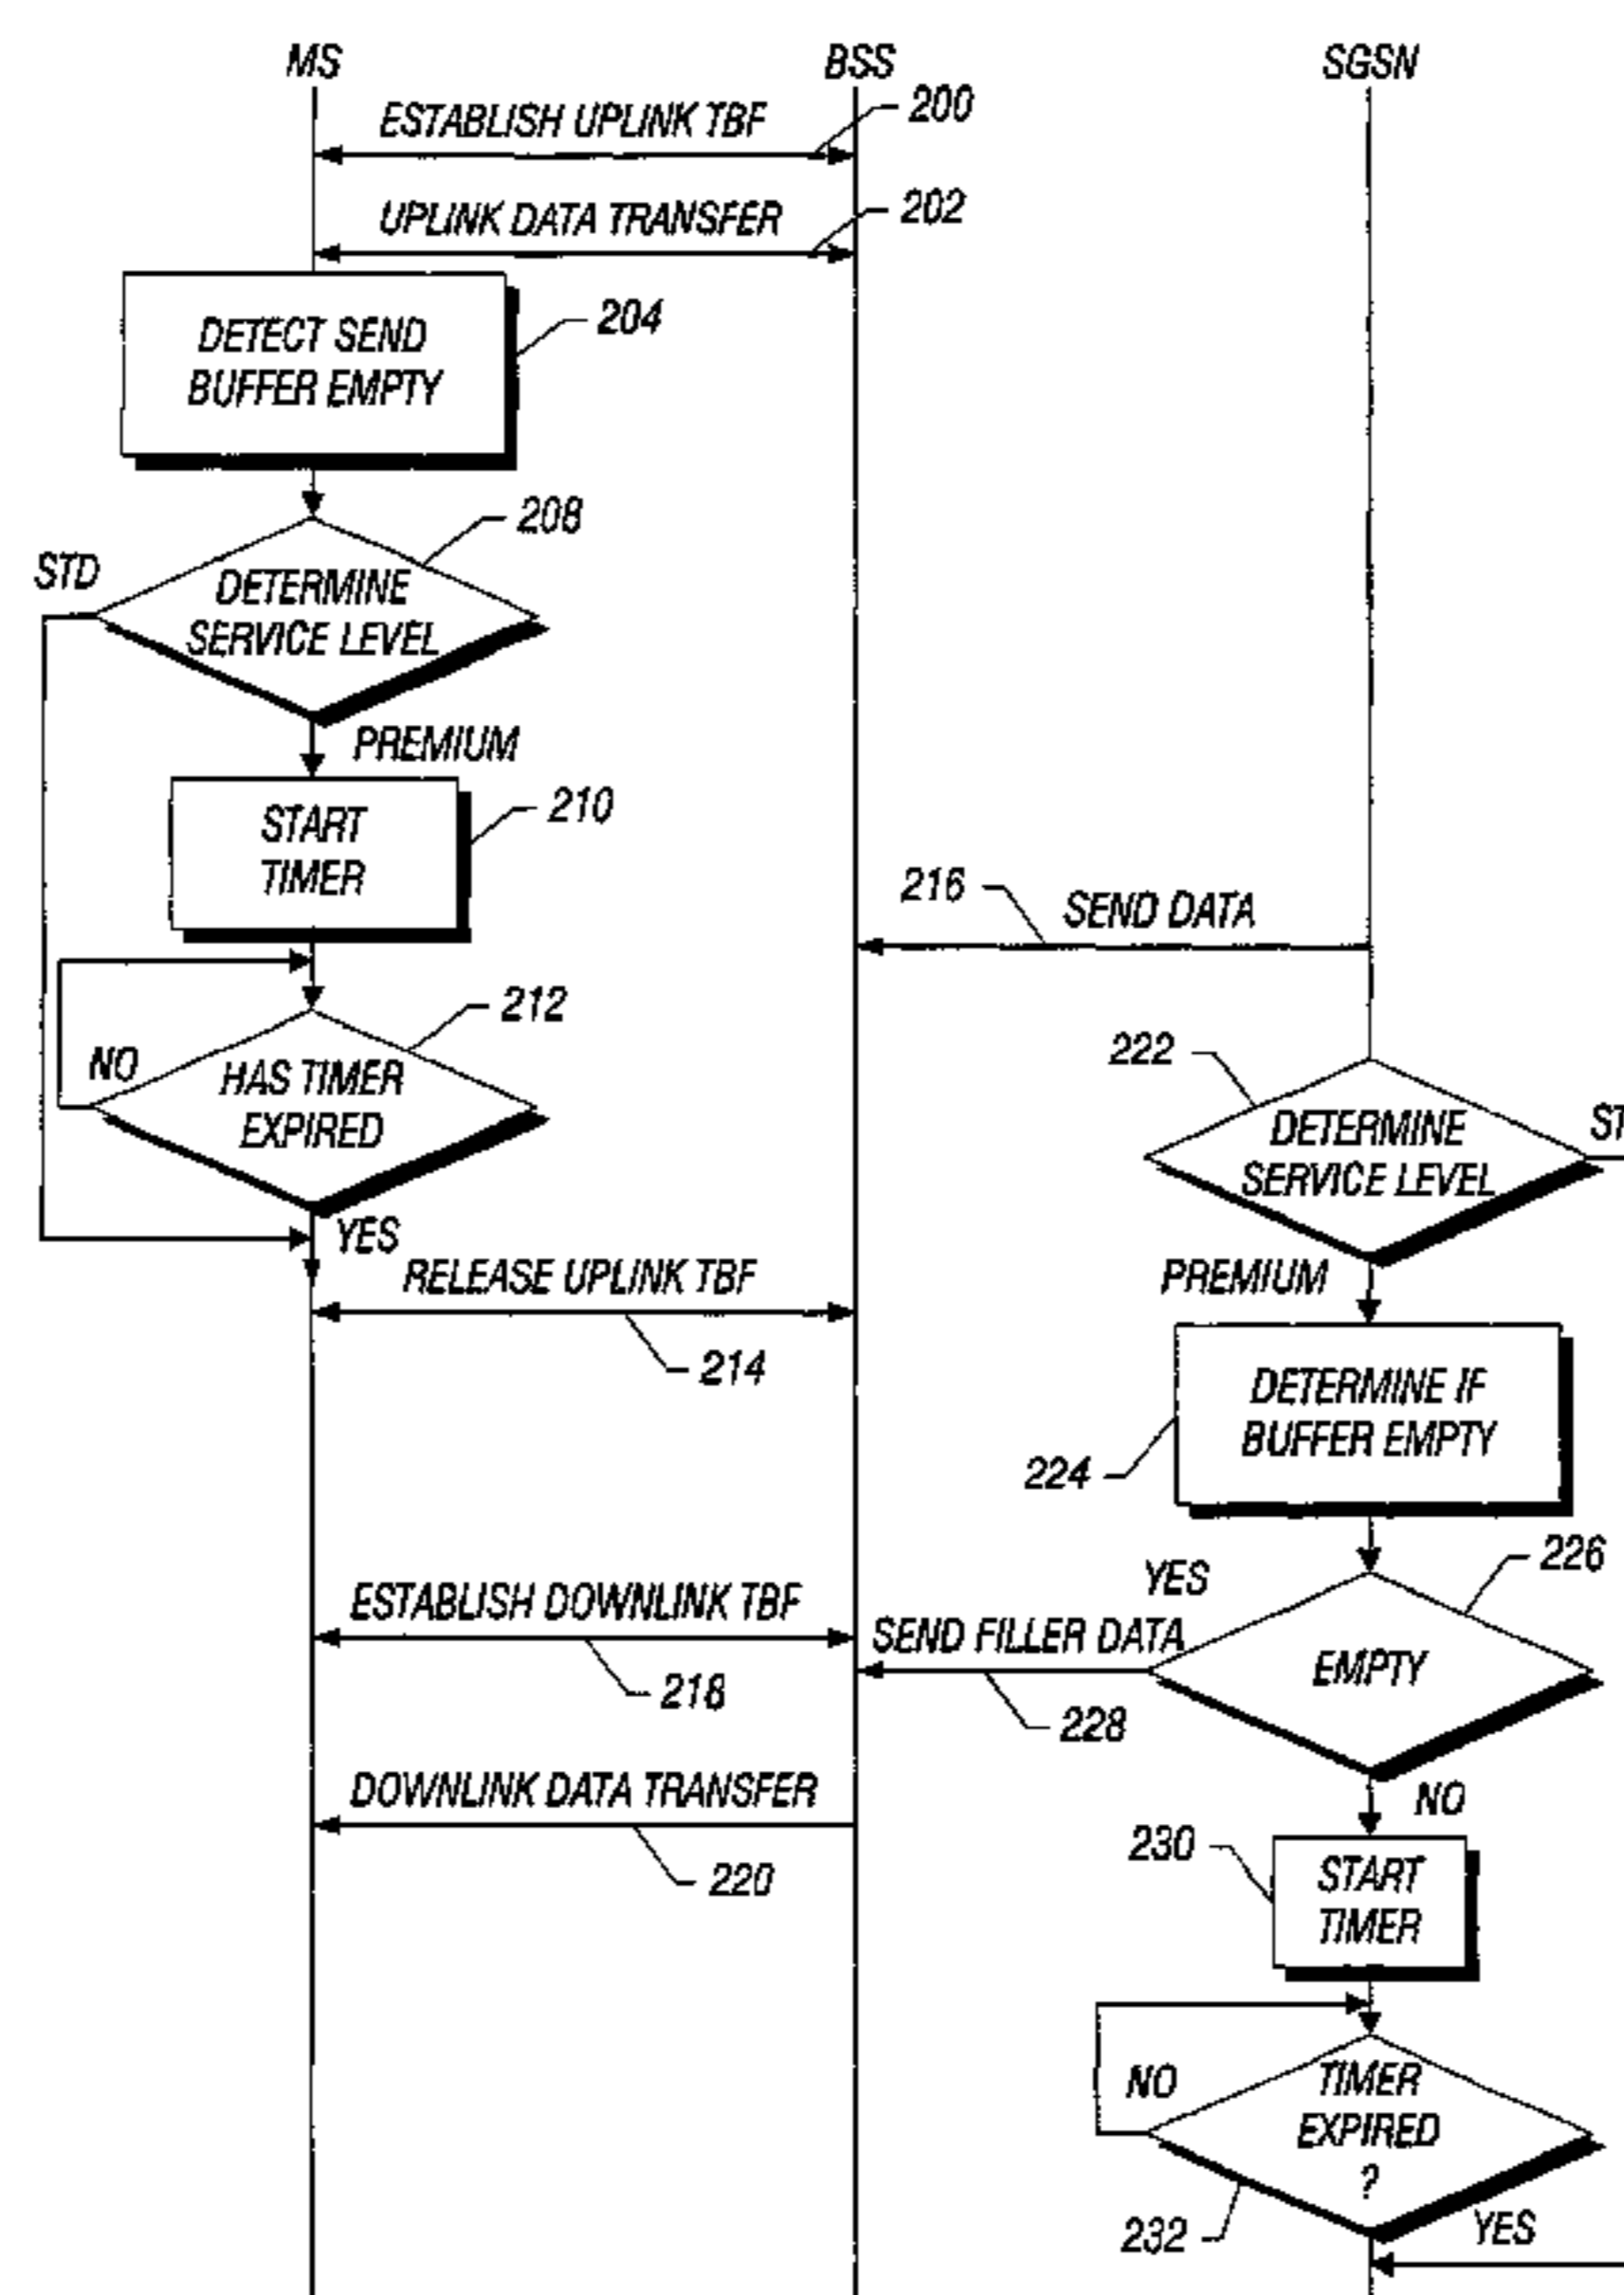 MS
BSS
SGSN
ESTABLISH UPLINK TBF
200
UPLINK DATA TRANSFER
202
DETECT SEND
BUFFER EMPTY
204
208
STD
DETERMINE
SERVICE LEVEL
PREMIUM
START
TIMER
210
216
SEND DATA
212
NO
HAS TIMER
EXPIRED
YES
222
DETERMINE
SERVICE LEVEL
ST
PREMIUM
RELEASE UPLINK TBF
214
DETERMINE IF
BUFFER EMPTY
224
YES
226
ESTABLISH DOWNLINK TBF
218
SEND FILLER DATA
228
EMPTY
NO
DOWNLINK DATA TRANSFER
220
230
START
TIMER
NO
TIMER
EXPIRED
?
232
YES